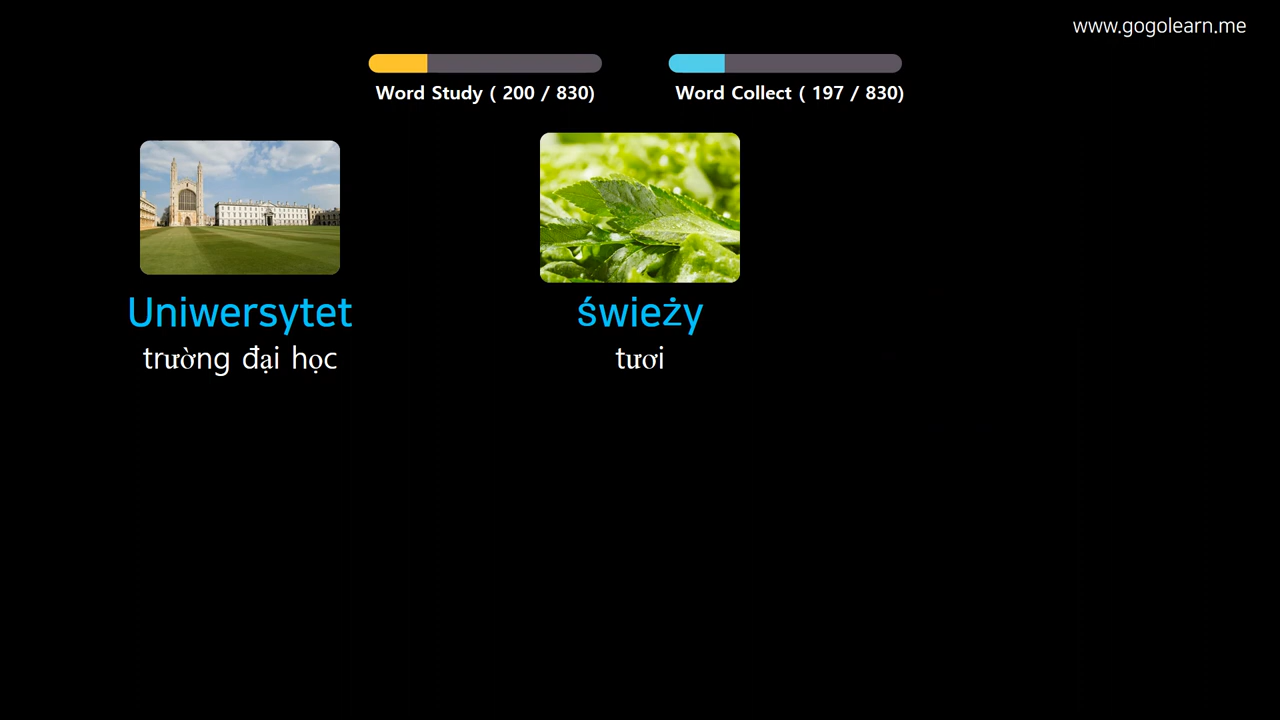 www.gogolearn.me
Word Study ( 200 / 830)
Word Collect ( 197 / 830)
Uniwersytet
trường đại học
świeży
tươi